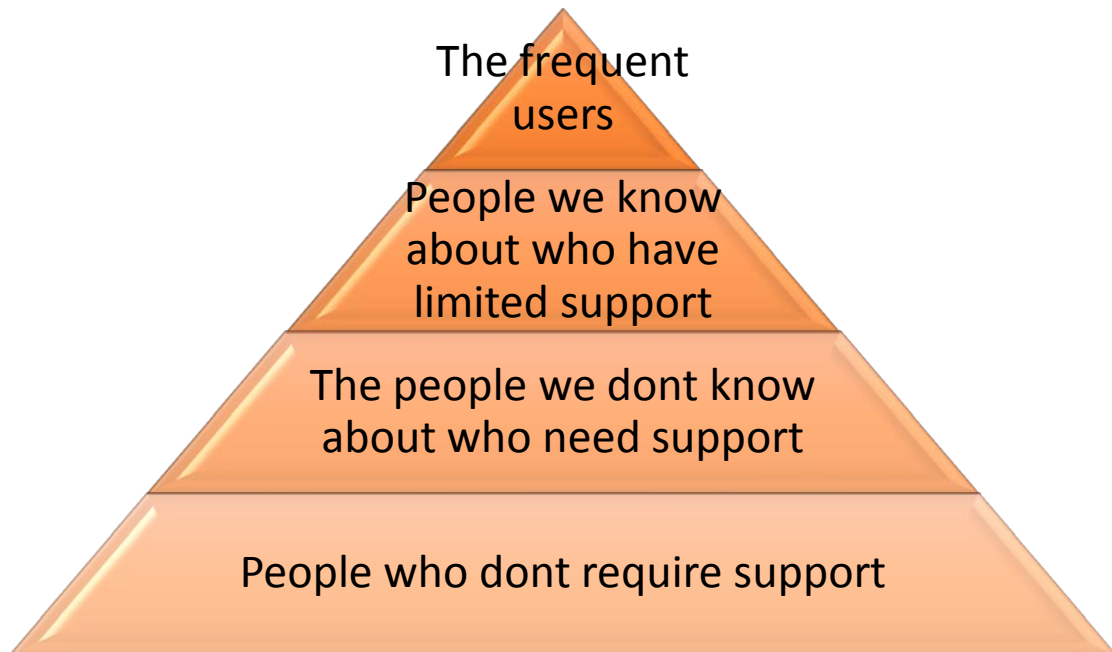 The frequent
users
People we know
about who have
limited support
The people we dont know
about who need support
People who dont require support